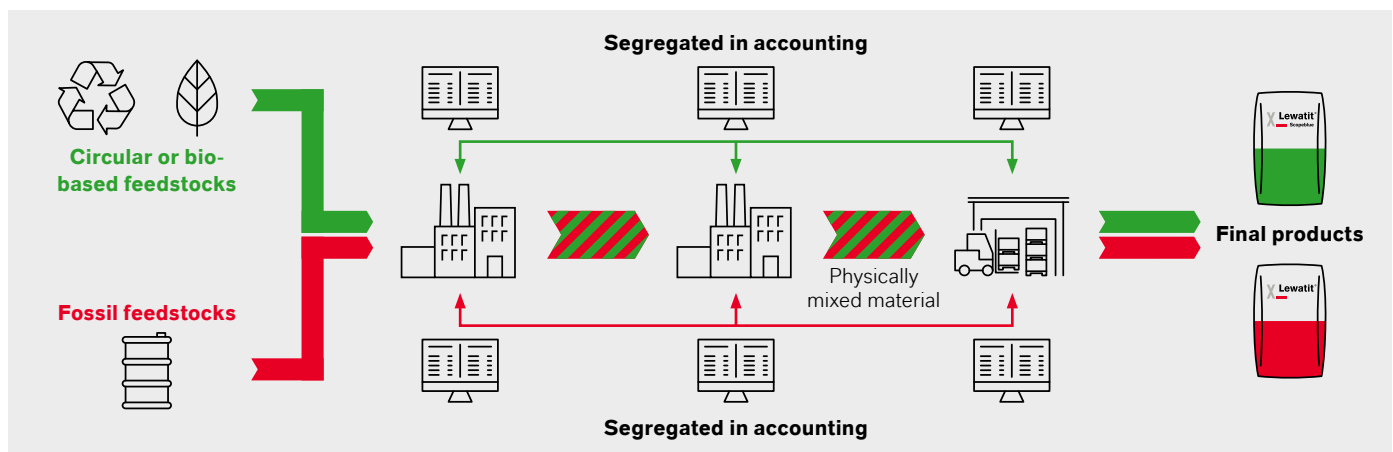 Segregated in accounting
Circular or bio-
based feedstocks
Lewatit®
Scopeblue
Physically
mixed material
Final products
Fossil feedstocks
Lewatit®
Segregated in accounting